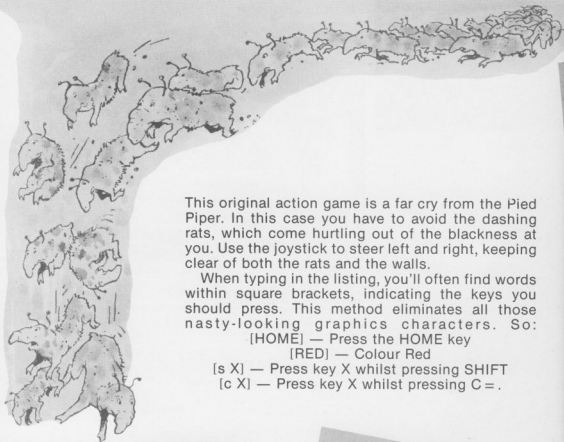 This original action game is a far cry from the Pied
Piper. In this case you have to avoid the dashing
rats, which come hurtling out of the blackness at
you. Use the joystick to steer left and right, keeping
clear of both the rats and the walls.
When typing in the listing, you'll often find words
within square brackets, indicating the keys you
should press. This method eliminates all those
nasty-looking graphics characters. So:
[HOME] — Press the HOME key
[RED] — Colour Red
[s X] — Press key X whilst pressing SHIFT
[c X] — Press key X whilst pressing C=.